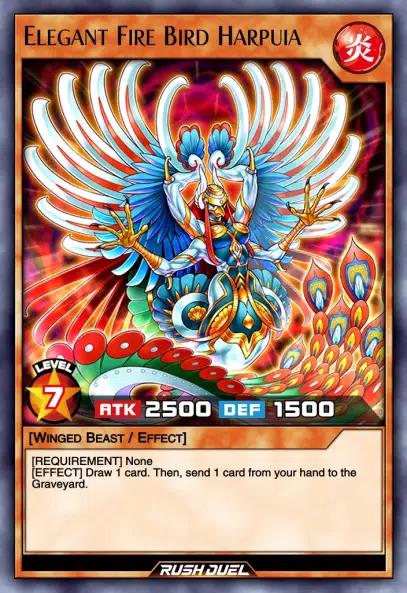 Elegant Fire Bird Harpuia
炎
LEVEL
7
ATK 2500 DEF 1500
[Winged Beast / Effect]
[REQUIREMENT] None
[EFFECT] Draw 1 card. Then, send 1 card from your hand to the
Graveyard.
RUSH DUEL